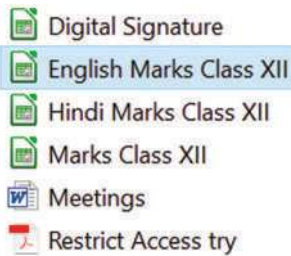 Digital Signature
English Marks Class XII
Hindi Marks Class XII
Marks Class XII
Meetings
Restrict Access try